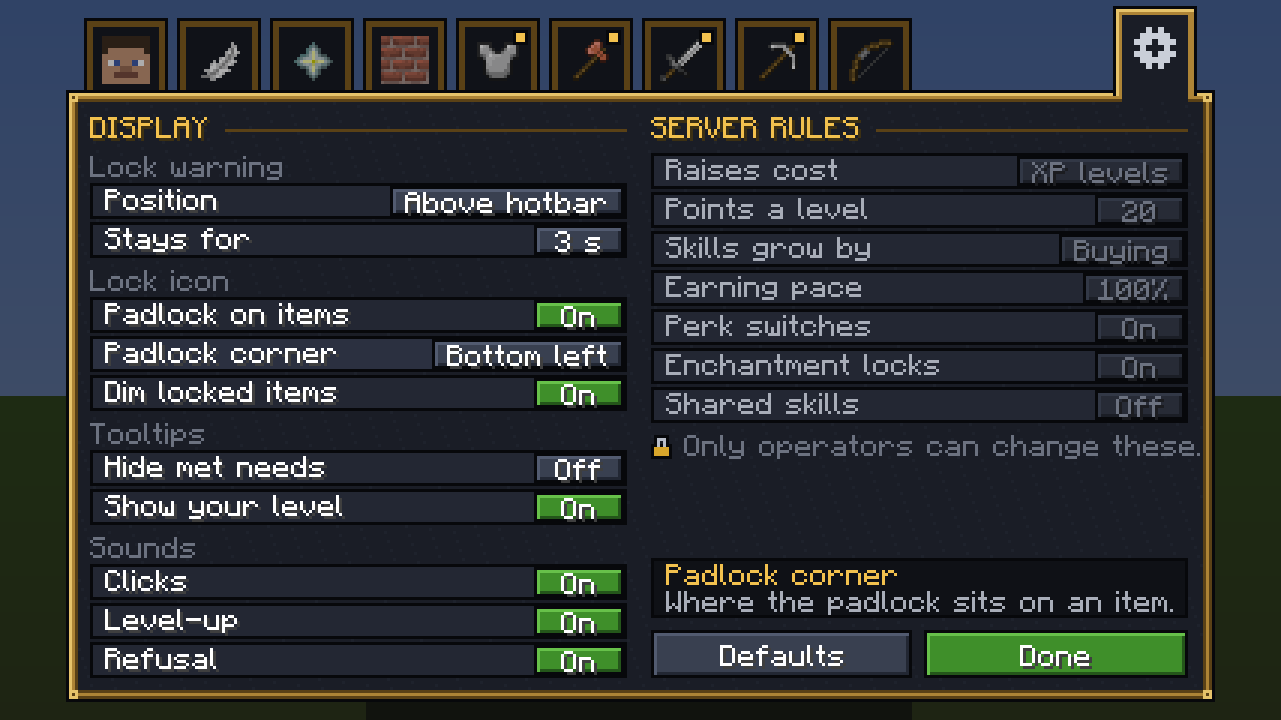 DISPLAY
Lock warning
Position Above hotbar
Stays for 3 s
Lock icon
Padlock on items On
Padlock corner Bottom left
Dim locked items On
Tooltips
Hide met needs Off
Show your level On
Sounds
Clicks On
Level-up On
Refusal On
SERVER RULES
Raises cost XP levels
Points a level 20
Skills grow by Buying
Earning pace 100%
Perk switches On
Enchantment locks On
Shared skills Off
Only operators can change these.
Padlock corner
Where the padlock sits on an item.
Defaults Done